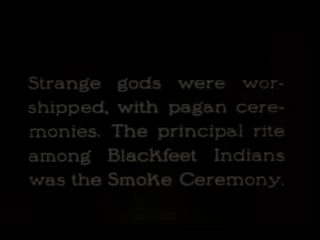 Strange gods were wor-
shipped, with pagan cere-
monies. The principal rite
among Blackfeet Indians
was the Smoke Ceremony.